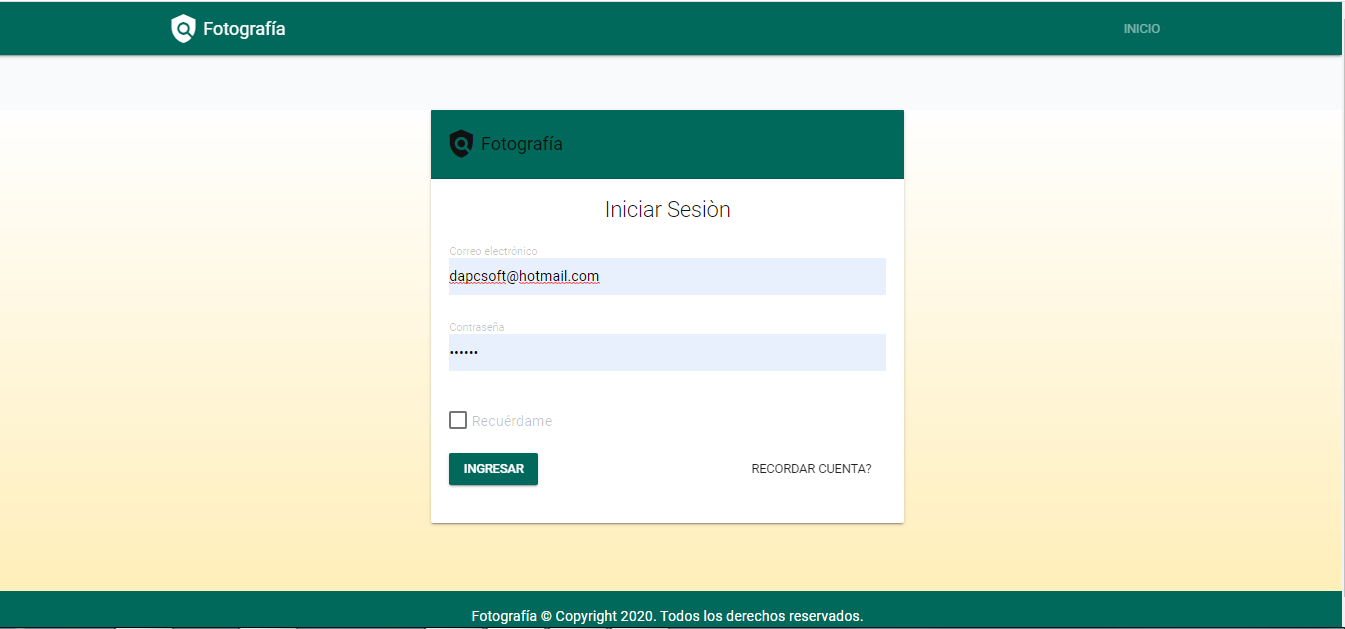 Fotografía
INICIO
Fotografía
Iniciar Sesiòn
Correo electrónico
dapcsoft@hotmail.com
Contraseña
••••••
Recuérdame
INGRESAR
RECORDAR CUENTA?
Fotografía © Copyright 2020. Todos los derechos reservados.